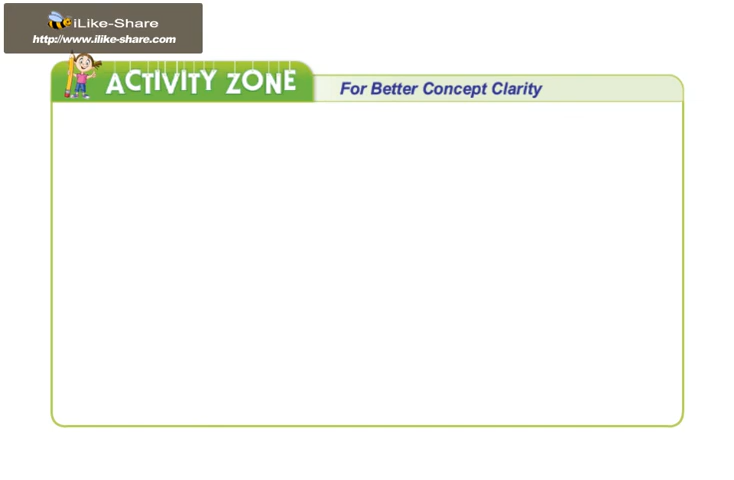 iLike-Share
http://www.ilike-share.com
ACTIVITY ZONE
For Better Concept Clarity